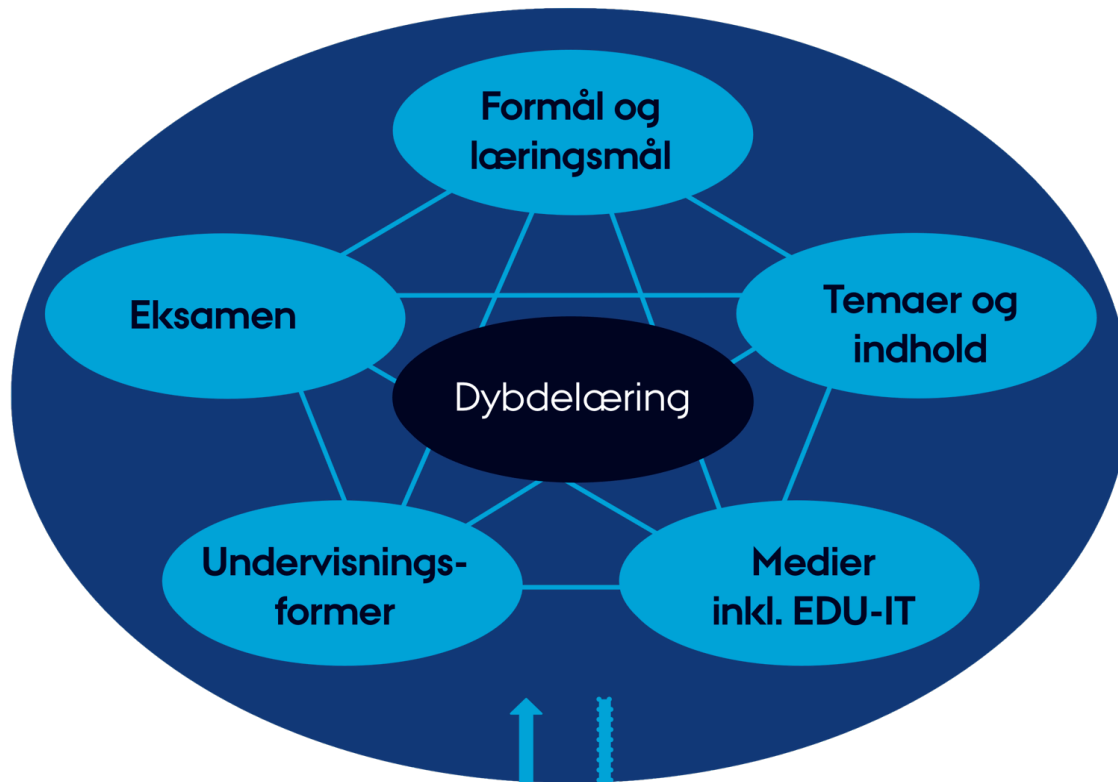 Formål og
læringsmål
Eksamen
Temaer og
indhold
Dybdelæring
Undervisnings-
former
Medier
inkl. EDU-IT